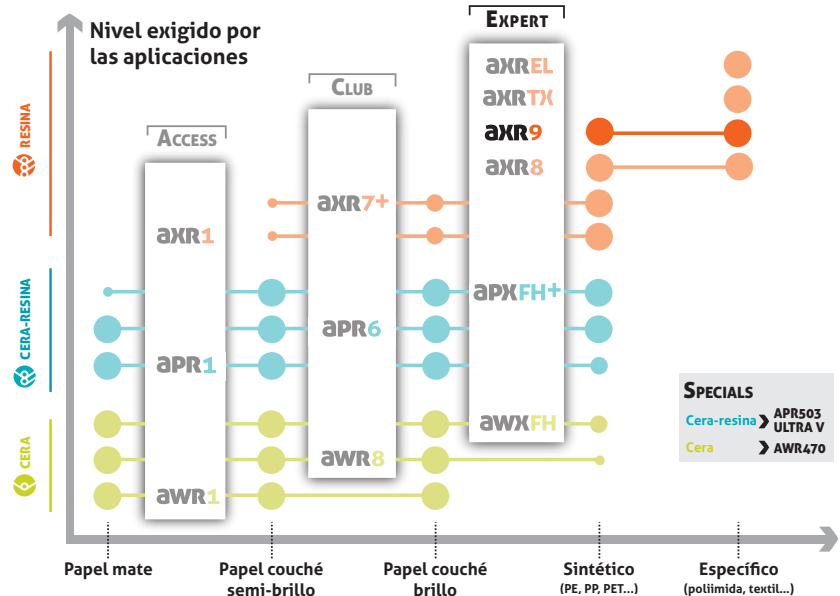 Nivel exigido por
las aplicaciones
EXPERT
CLUB
ACCESS
RESINA
CERA-RESINA
CERA
aXREL
aXRTX
aXR9
aXR8
aXR7+
aXR1
aPXFH+
aPR6
aPR1
aWXFH
aWR8
aWR1
SPECIALS
Cera-resina > APR503
ULTRA V
Cera > AWR470
Papel mate
Papel couché
semi-brillo
Papel couché
brillo
Sintético
(PE, PP, PET...)
Específico
(poliimida, textil...)